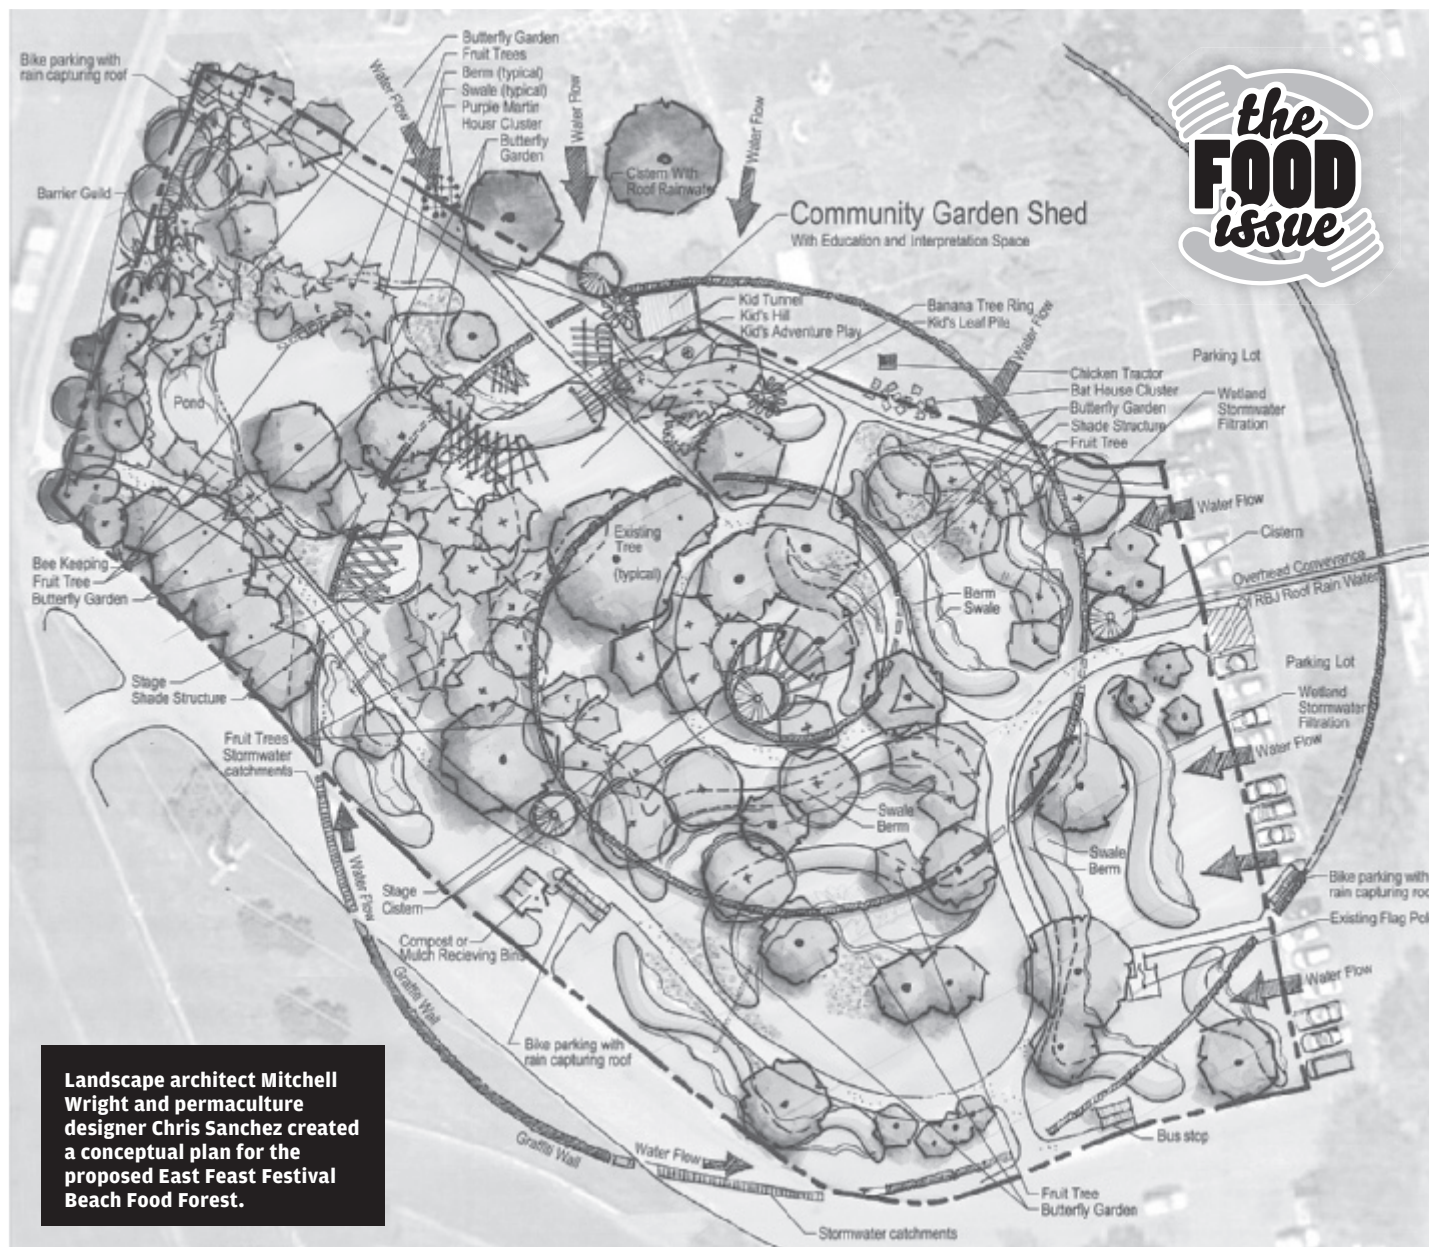 Butterfly Garden
Fruit Trees
Berm (typical)
Swale (typical)
Purple Martin
Housr Cluster
Butterfly
Garden
Bike parking with
rain capturing roof
Water Flow
Water Flow
Water Flow
Cistern With
Roof Rainwater
Barrier Guild
the
FOOD
issue
Community Garden Shed
With Education and Interpretation Space
Kid Tunnel
Kid's Hill
Kid's Adventure Play
Banana Tree Ring
Kid's Leaf Pile
Water Flow
Parking Lot
Chicken Tractor
Bat House Cluster
Butterfly Garden
Shade Structure
Fruit Tree
Wetland
Stormwater
Filtration
Pond
Water Flow
Existing
Tree
(typical)
Cistern
Overhead Conveyance
Of RBJ Roof Rain Water
Bee Keeping
Fruit Tree
Butterfly Garden
Berm
Swale
Parking Lot
Stage
Shade Structure
Wetland
Stormwater
Filtration
Water Flow
Fruit Trees
Stormwater
catchments
Swale
Berm
Swale
Berm
Water Flow
Stage
Cistern
Bike parking with
rain capturing roo
Existing Flag Pol
Compost or
Mulch Recieving Bins
Water Flow
Graffiti Wall
Bike parking with
rain capturing roof
Landscape architect Mitchell
Wright and permaculture
designer Chris Sanchez created
a conceptual plan for the
proposed East Feast Festival
Beach Food Forest.
Graffiti Wall
Water Flow
Bus stop
Fruit Tree
Butterfly Garden
Stormwater catchments